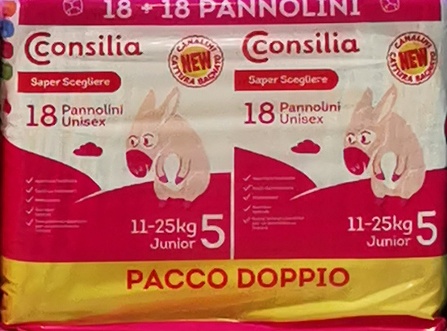 18 + 18 PANNOLINI
Consilia
Saper Scegliere
CANALINI
NEW
CATTURA BAGNATO
18 Pannolini
Unisex
11-25kg
Junior 5
Consilia
Saper Scegliere
CANALINI
NEW
CATTURA BAGNATO
18 Pannolini
Unisex
11-25kg
Junior 5
PACCO DOPPIO